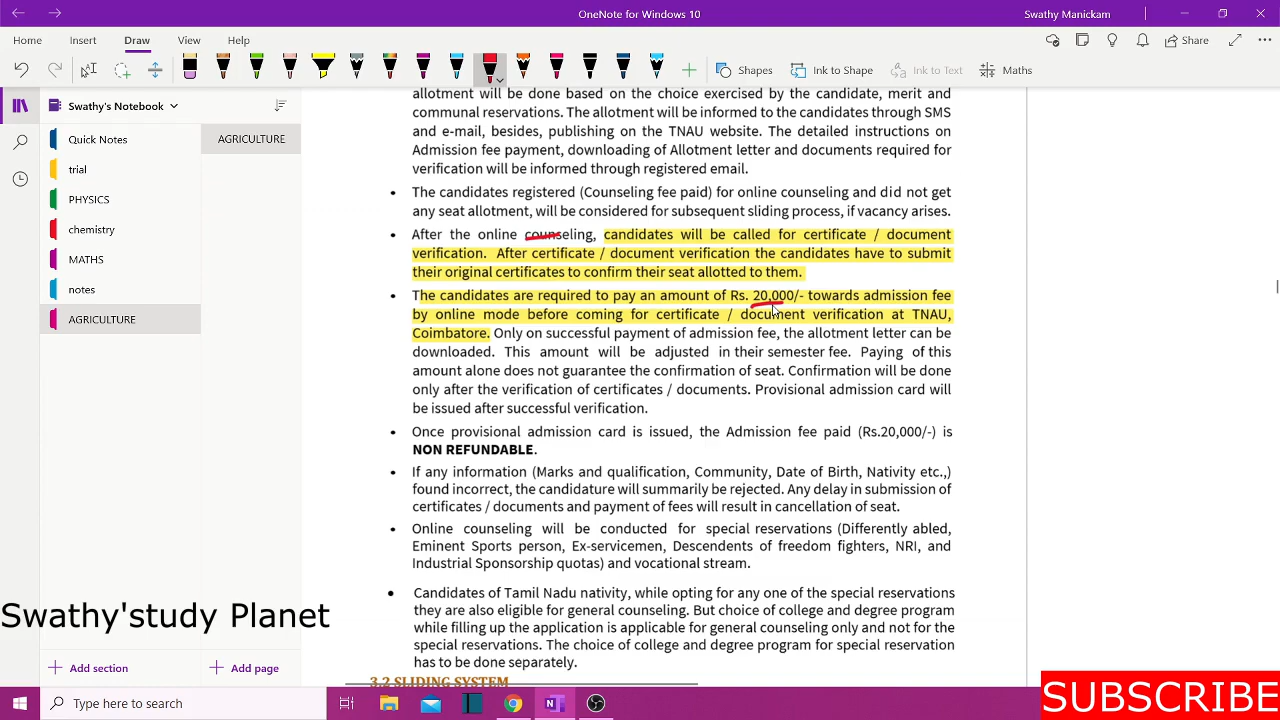 OneNote for Windows 10
Swathy Manickam
Home Insert Draw View Help
Share
Shapes Ink to Shape Ink to Text Maths
Swathy's Notebook
Quick Notes
trial
PHYSICS
chemistry
MATHS
notes
AGRICULTURE
Add section
AGRICULTURE
Add page
allotment will be done based on the choice exercised by the candidate, merit and
communal reservations. The allotment will be informed to the candidates through SMS
and e-mail, besides, publishing on the TNAU website. The detailed instructions on
Admission fee payment, downloading of Allotment letter and documents required for
verification will be informed through registered email.
• The candidates registered (Counseling fee paid) for online counseling and did not get
any seat allotment, will be considered for subsequent sliding process, if vacancy arises.
• After the online counseling, candidates will be called for certificate / document
verification. After certificate / document verification the candidates have to submit
their original certificates to confirm their seat allotted to them.
• The candidates are required to pay an amount of Rs. 20,000/- towards admission fee
by online mode before coming for certificate / document verification at TNAU,
Coimbatore. Only on successful payment of admission fee, the allotment letter can be
downloaded. This amount will be adjusted in their semester fee. Paying of this
amount alone does not guarantee the confirmation of seat. Confirmation will be done
only after the verification of certificates / documents. Provisional admission card will
be issued after successful verification.
• Once provisional admission card is issued, the Admission fee paid (Rs.20,000/-) is
NON REFUNDABLE.
• If any information (Marks and qualification, Community, Date of Birth, Nativity etc.,)
found incorrect, the candidature will summarily be rejected. Any delay in submission of
certificates / documents and payment of fees will result in cancellation of seat.
• Online counseling will be conducted for special reservations (Differently abled,
Eminent Sports person, Ex-servicemen, Descendents of freedom fighters, NRI, and
Industrial Sponsorship quotas) and vocational stream.
• Candidates of Tamil Nadu nativity, while opting for any one of the special reservations
they are also eligible for general counseling. But choice of college and degree program
while filling up the application is applicable for general counseling only and not for the
special reservations. The choice of college and degree program for special reservation
has to be done separately.
3.2 SLIDING SYSTEM
Swathy'study Planet
Type here to search
SUBSCRIBE